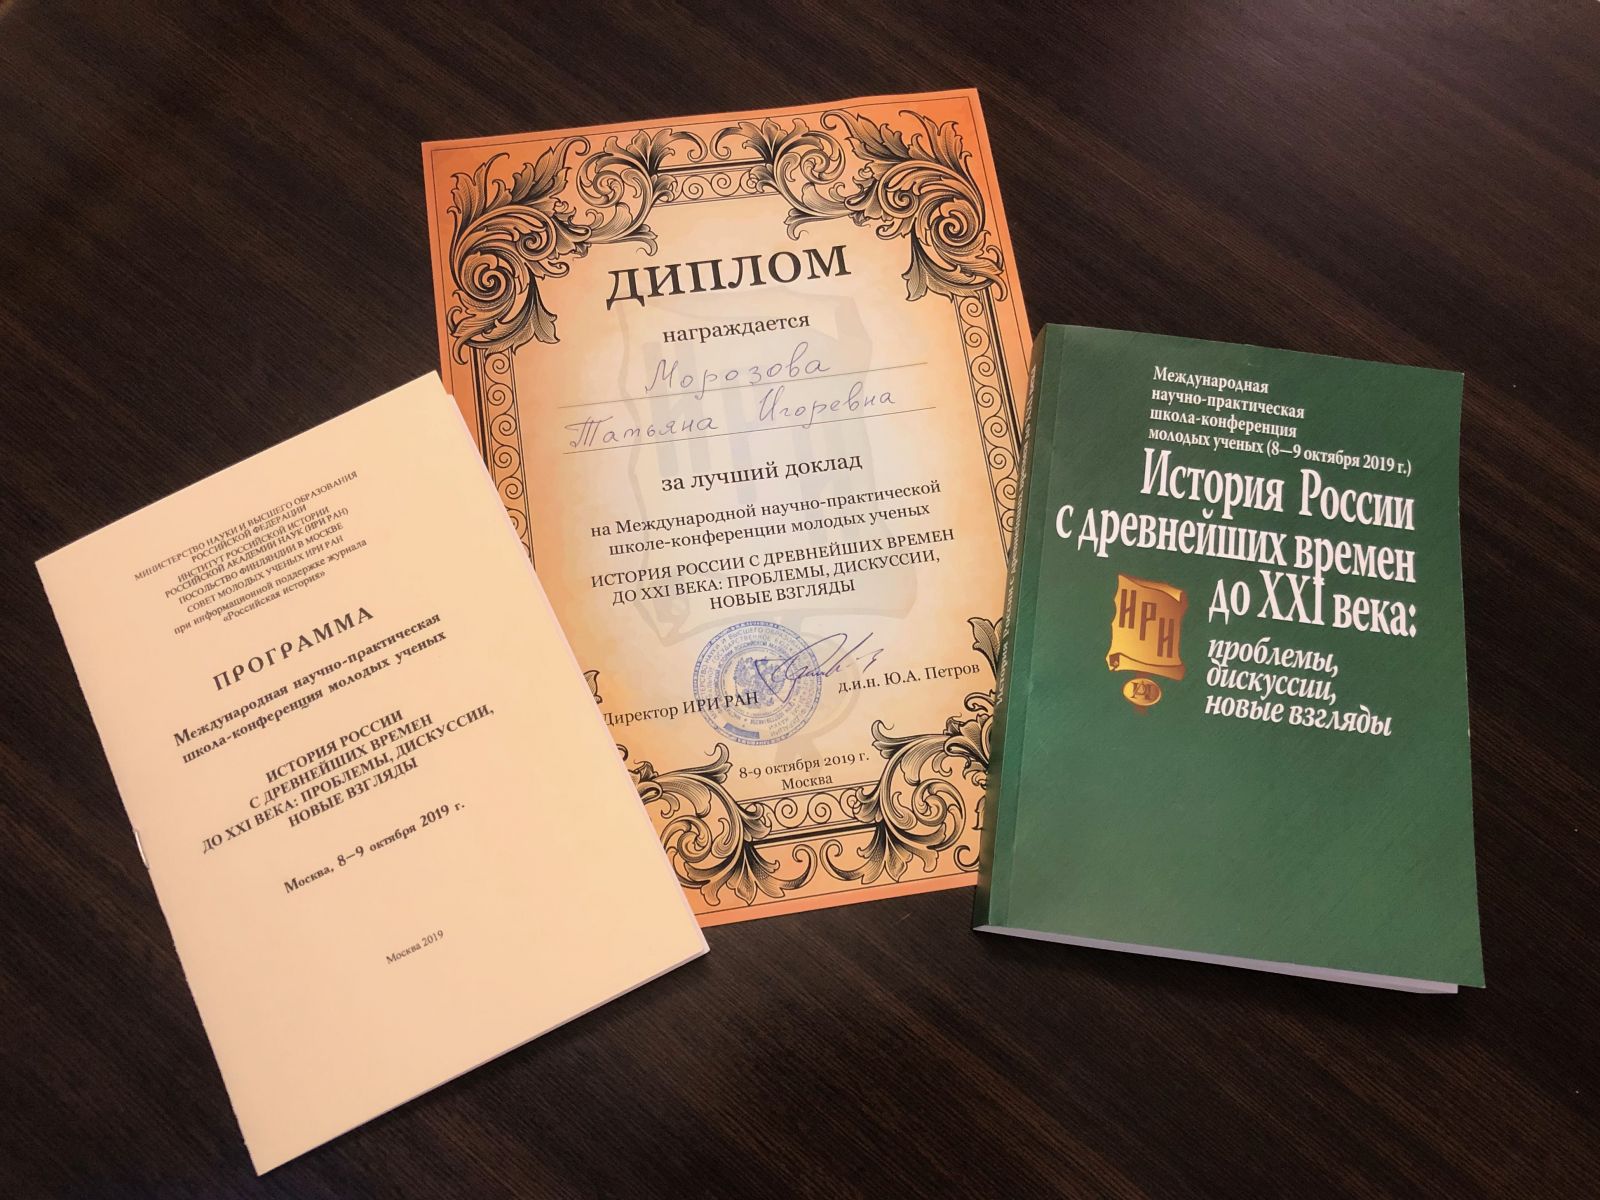 МИНИСТЕРСТВО НАУКИ И ВЫСШЕГО ОБРАЗОВАНИЯ
РОССИЙСКОЙ ФЕДЕРАЦИИ
ИНСТИТУТ РОССИЙСКОЙ ИСТОРИИ
РОССИЙСКОЙ АКАДЕМИИ НАУК (ИРИ РАН)
ПОСОЛЬСТВО ФИНЛЯНДИИ В МОСКВЕ
СОВЕТ МОЛОДЫХ УЧЕНЫХ ИРИ РАН
при информационной поддержке журнала
«Российская история»
ПРОГРАММА
Международная научно-практическая
школа-конференция молодых ученых
ИСТОРИЯ РОССИИ
С ДРЕВНЕЙШИХ ВРЕМЕН
ДО XXI ВЕКА: ПРОБЛЕМЫ, ДИСКУССИИ,
НОВЫЕ ВЗГЛЯДЫ
Москва, 8—9 октября 2019 г.
Москва 2019
ДИПЛОМ
награждается
Морозова
Татьяна Игоревна
за лучший доклад
на Международной научно-практической
школе-конференции молодых ученых
ИСТОРИЯ РОССИИ С ДРЕВНЕЙШИХ ВРЕМЕН
ДО XXI ВЕКА: ПРОБЛЕМЫ, ДИСКУССИИ,
НОВЫЕ ВЗГЛЯДЫ
Директор ИРИ РАН
д.и.н. Ю.А. Петров
8-9 октября 2019 г.
Москва
Международная
научно-практическая
школа-конференция
молодых ученых (8—9 октября 2019 г.)
История России
с древнейших времен
до XXI века:
ИРИ
проблемы,
дискуссии,
новые взгляды